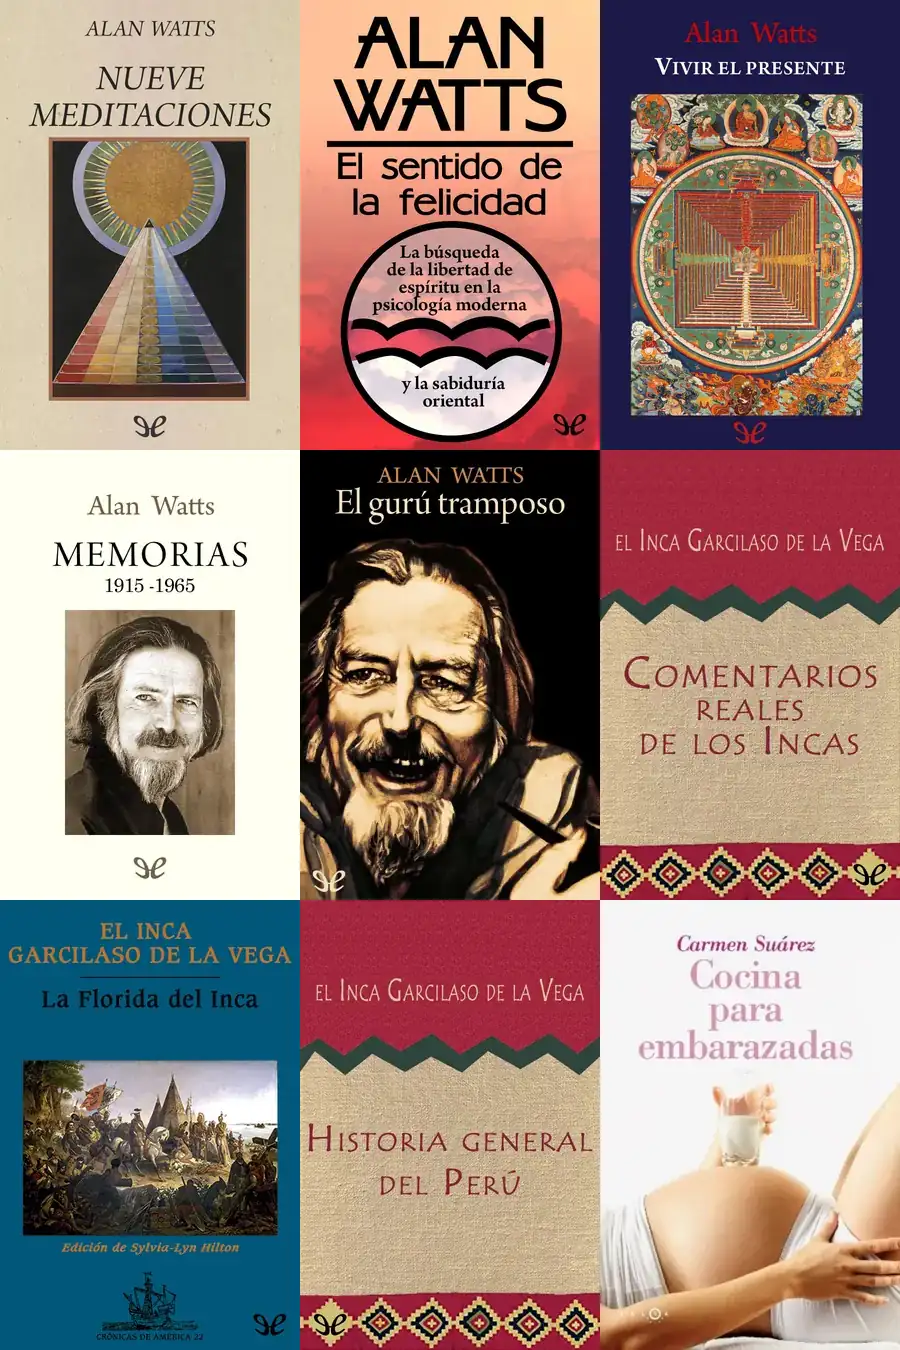 ALAN WATTS
NUEVE
MEDITACIONES
ALAN
WATTS
El sentido de
la felicidad
La búsqueda
de la libertad de
espíritu en la
psicología moderna
y la sabiduría
oriental
Alan Watts
VIVIR EL PRESENTE
Alan Watts
MEMORIAS
1915 -1965
ALAN WATTS
El gurú tramposo
EL INCA GARCILASO DE LA VEGA
COMENTARIOS
REALES
DE LOS INCAS
EL INCA
GARCILASO DE LA VEGA
La Florida del Inca
Edición de Sylvia-Lyn Hilton
CRÓNICAS DE AMÉRICA 22
EL INCA GARCILASO DE LA VEGA
HISTORIA GENERAL
DEL PERÚ
Carmen Suárez
Cocina
para
embarazadas